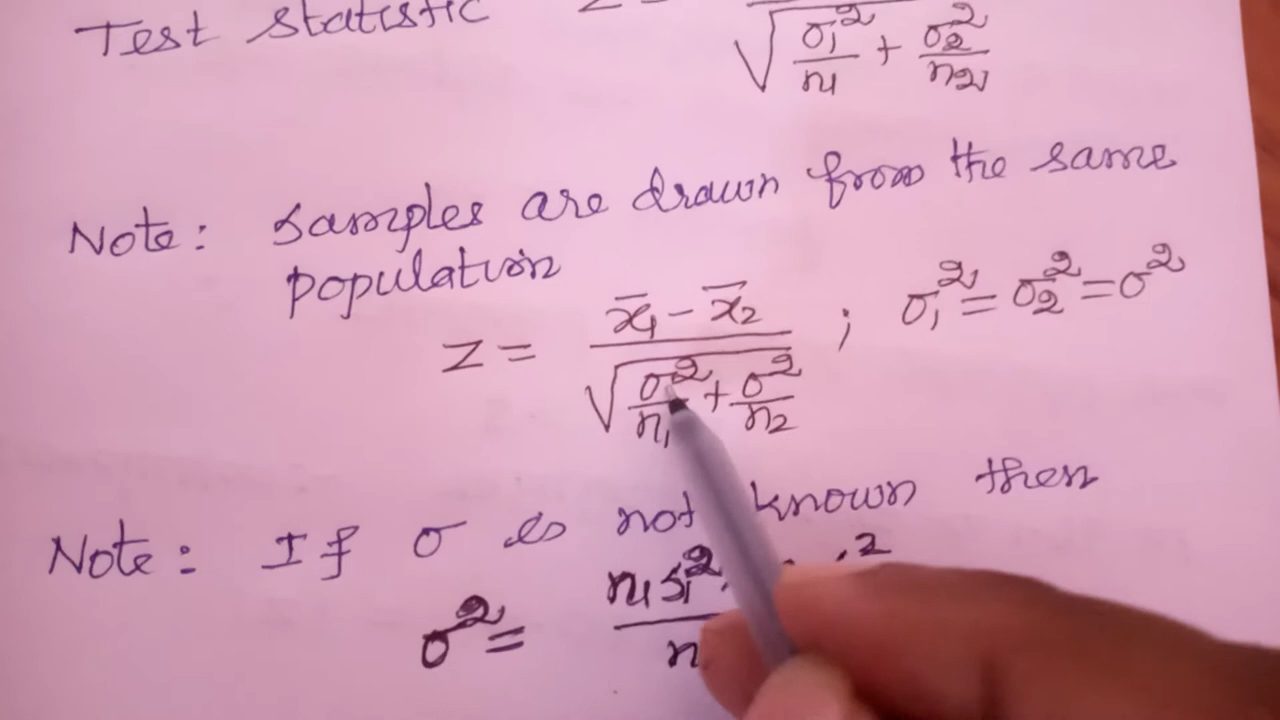 Test statistic
√ σ₁²/n₁ + σ₂²/n₂
Note: Samples are drawn from the same
population
Z = (x̄₁ - x̄₂) / √ σ²/n₁ + σ²/n₂ ; σ₁² = σ₂² = σ²
Note: If σ is not known then
σ² = n₁s₁²